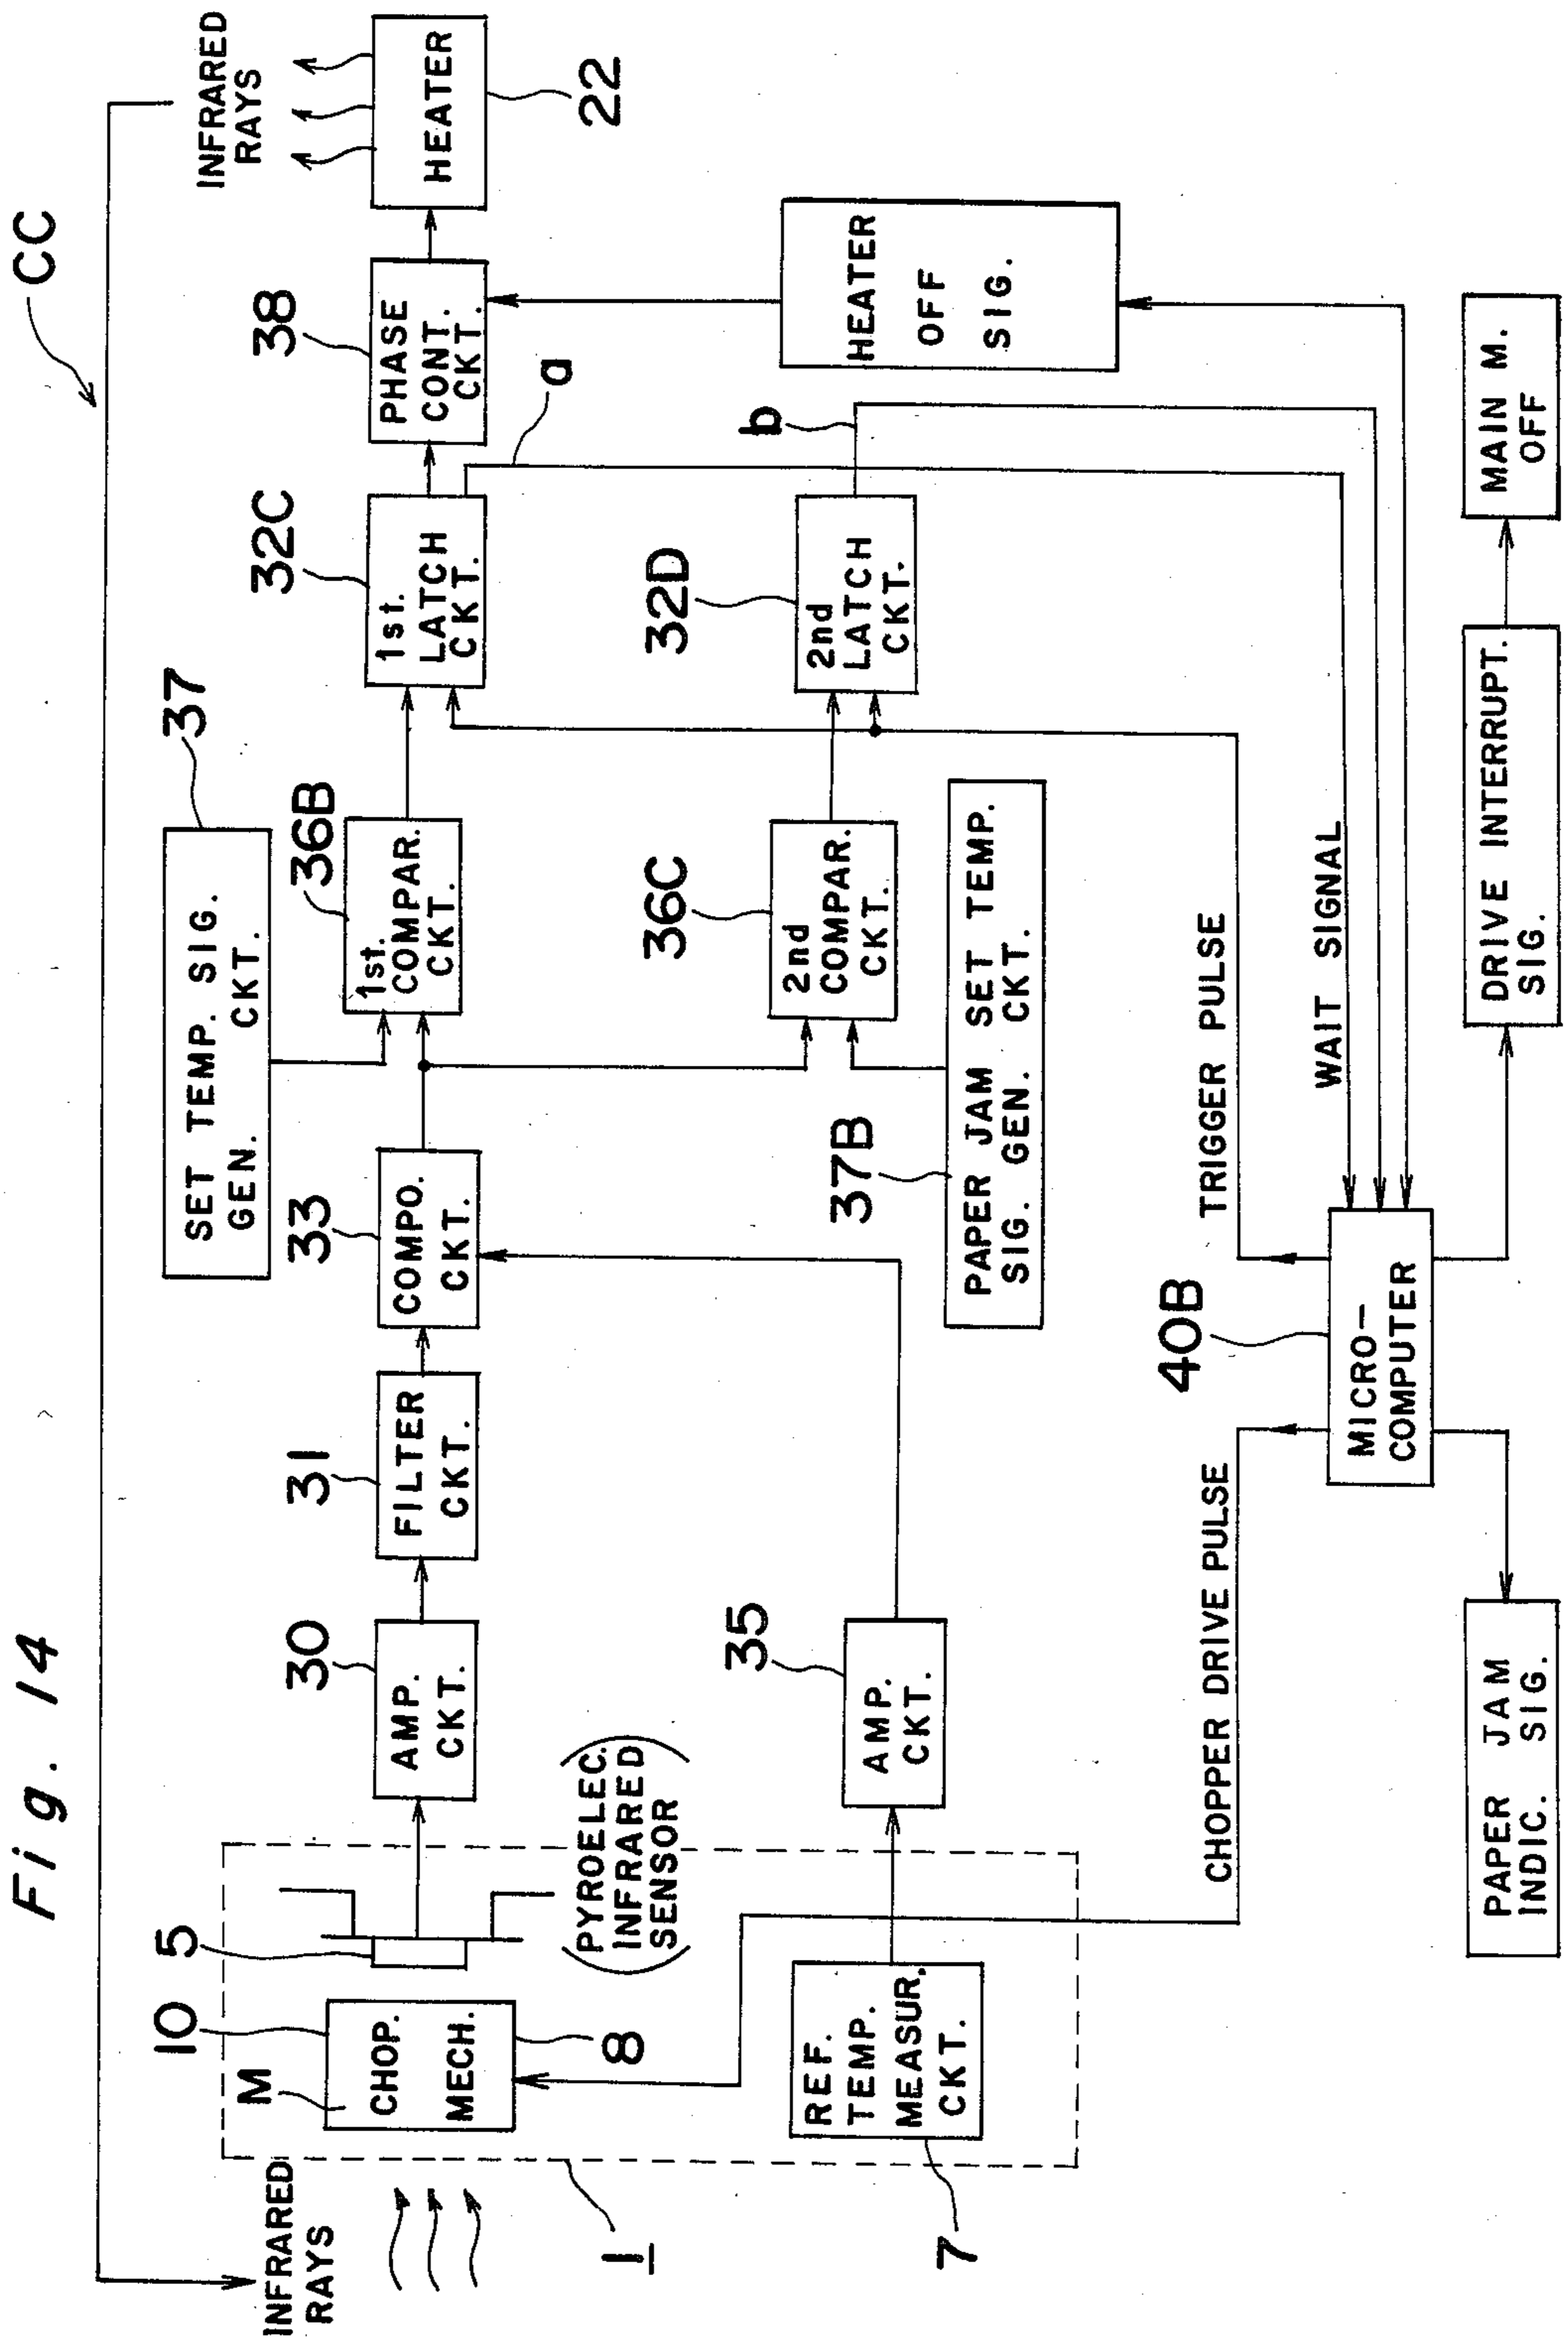 Fig. 14
CC
INFRARED
RAYS
INFRARED
RAYS
1
M
10
5
CHOP.
MECH.
8
(PYROELEC.
INFRARED
SENSOR)
REF.
TEMP.
MEASUR.
CKT.
7
30
AMP.
CKT.
31
FILTER
CKT.
33
COMPO.
CKT.
35
AMP.
CKT.
SET TEMP. SIG.
GEN. CKT.
37
36B
1st.
COMPAR.
CKT.
32C
1st.
LATCH
CKT.
38
PHASE
CONT.
CKT.
HEATER
22
a
36C
2nd
COMPAR.
CKT.
32D
2nd
LATCH
CKT.
b
HEATER
OFF
SIG.
37B
PAPER JAM SET TEMP.
SIG. GEN. CKT.
CHOPPER DRIVE PULSE
TRIGGER PULSE
WAIT SIGNAL
40B
MICRO-
COMPUTER
PAPER JAM
INDIC. SIG.
DRIVE INTERRUPT.
SIG.
MAIN M.
OFF